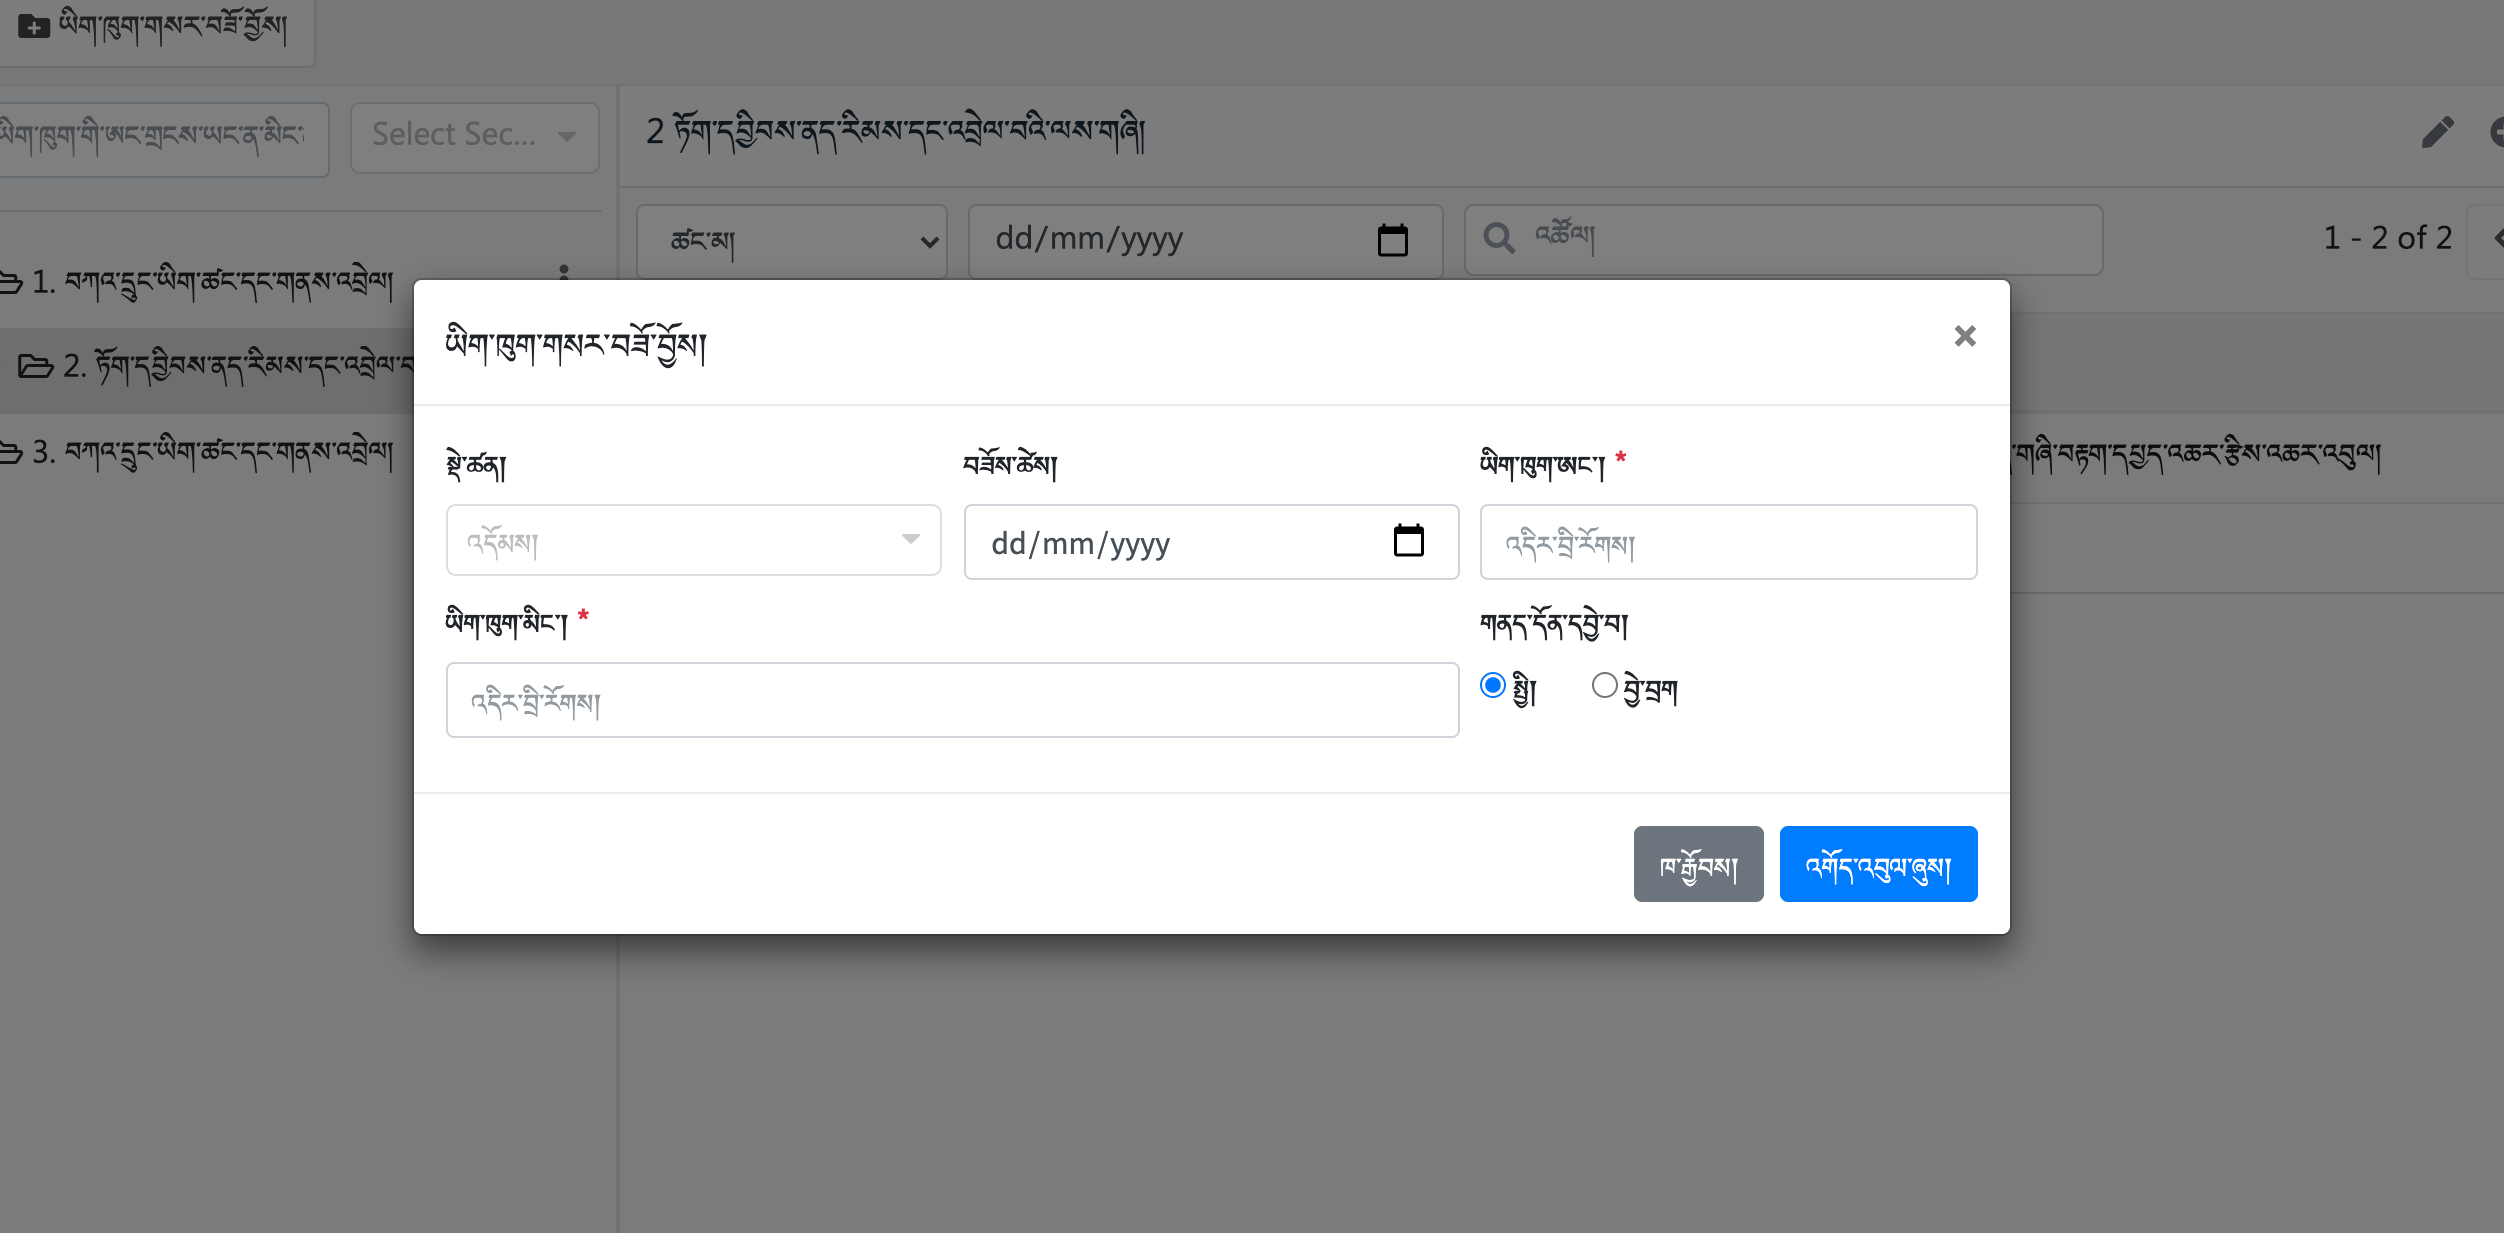 ཡིག་ཁུག་གསར་བཟོ་བྱོས།
ཡིག་ཁུག་གི་ཨང་གྲངས་ཡང་ན་མིང་
Select Sec...
2 ཏོག་དབྱིབས་ནད་རིམས་དང་འབྲེལ་བའི་ལས་གཞི།
ཚང་མ།
dd/mm/yyyy
འཚོལ།
1 - 2 of 2
1. བཀའ་དྲུང་ཡིག་ཚང་དང་གནས་འབྲེལ།
2. ཏོག་དབྱིབས་ནད་རིམས་དང་འབྲེལ་བ
3. བཀའ་དྲུང་ཡིག་ཚང་དང་གནས་འབྲེལ།
གཞི་བརྟག་དཔྱད་འཆར་རྩིས་འཆར་འབུལ།
ཡིག་ཁུག་གསར་བཟོ་བྱོས།
སྡེ་ཚན།
བཟོས་ཚེས།
ཡིག་ཁུག་ཨང་། *
འདོམས།
dd/mm/yyyy
འདིར་བྲི་རོགས།
ཡིག་ཁུག་མིང་། *
གནད་དོན་དབྱེ་བ།
འདིར་བྲི་རོགས།
སྤྱི།
བྱེ་བྲག
ཁ་རྒྱོབས།
འགོད་འབུལ་ཞུས།